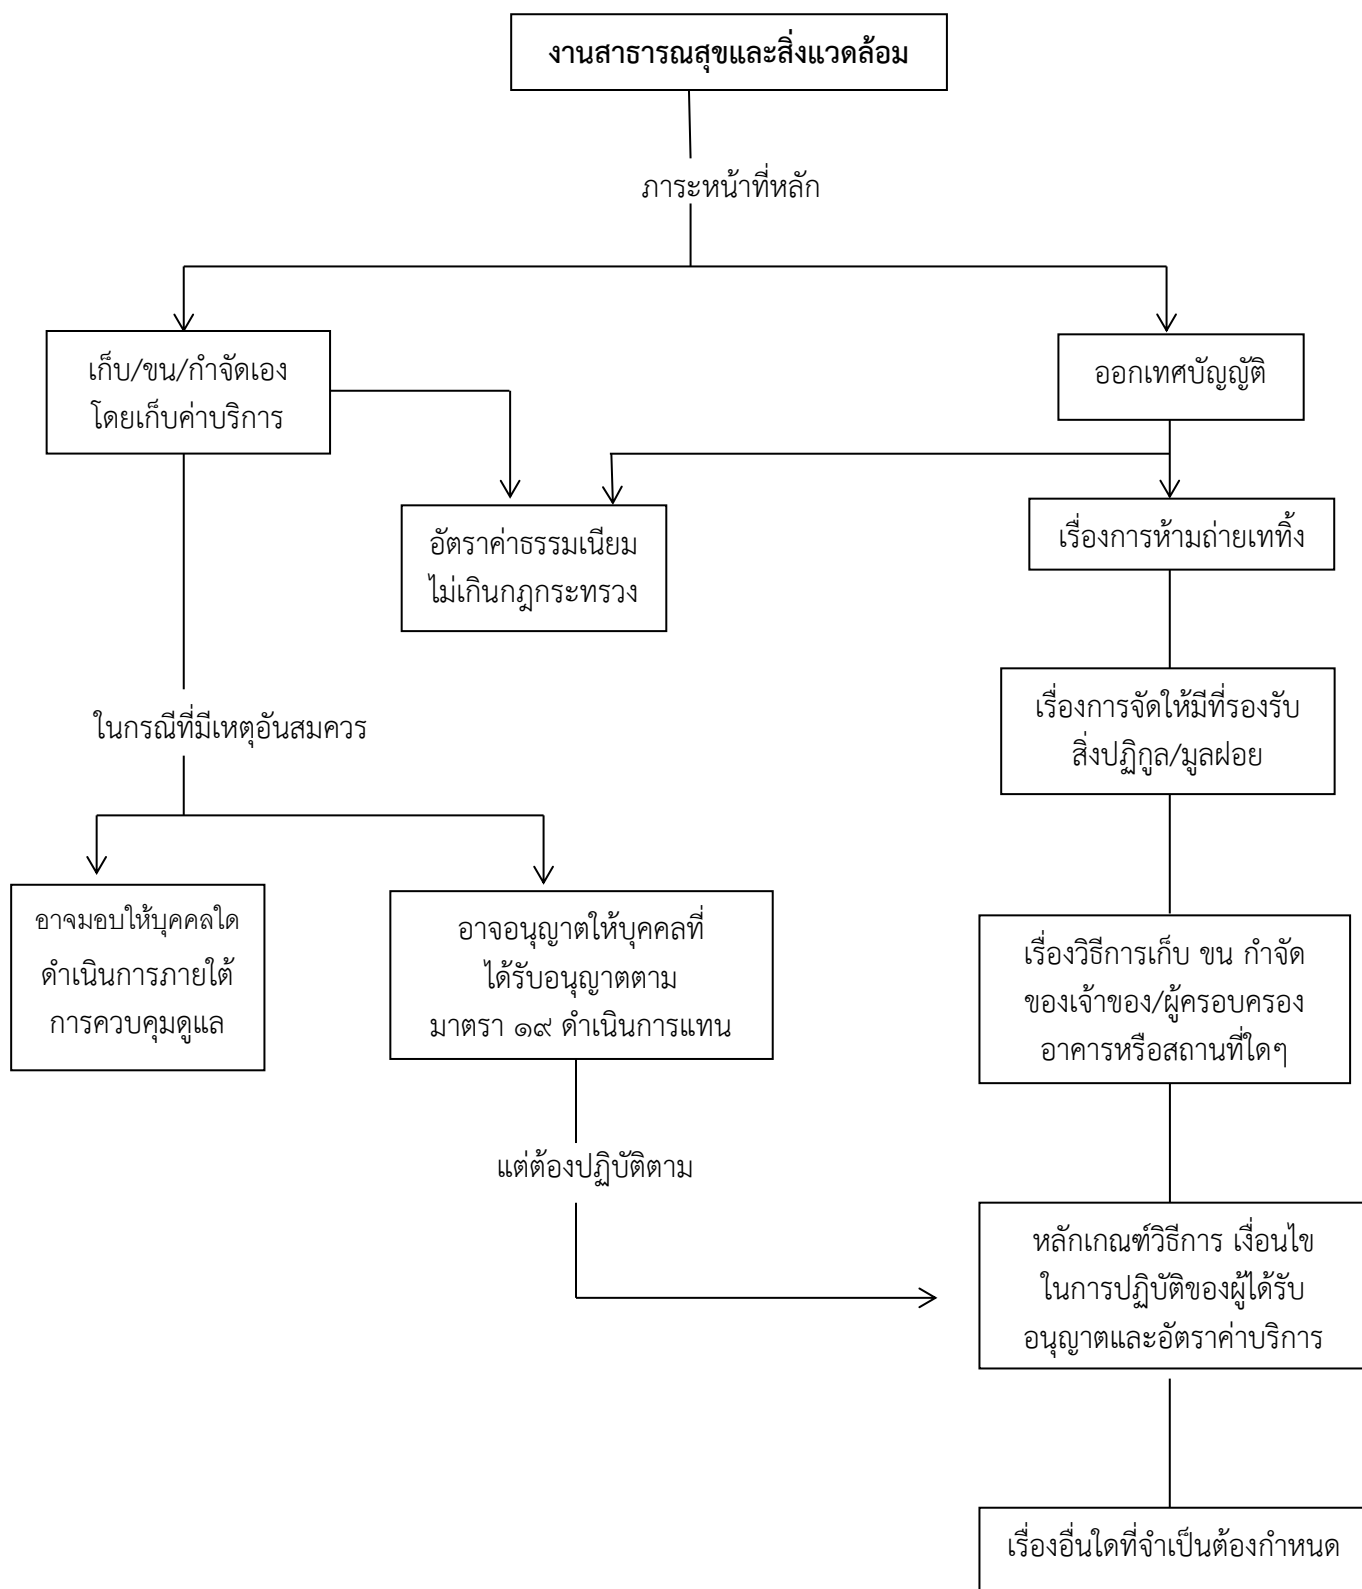 งานสาธารณสุขและสิ่งแวดล้อม
ภาระหน้าที่หลัก
เก็บ/ขน/กำจัดเอง
โดยเก็บค่าบริการ
ออกเทศบัญญัติ
อัตราค่าธรรมเนียม
ไม่เกินกฎกระทรวง
เรื่องการห้ามถ่ายเททิ้ง
เรื่องการจัดให้มีที่รองรับ
สิ่งปฏิกูล/มูลฝอย
ในกรณีที่มีเหตุอันสมควร
อาจมอบให้บุคคลใด
ดำเนินการภายใต้
การควบคุมดูแล
อาจอนุญาตให้บุคคลที่
ได้รับอนุญาตตาม
มาตรา ๑๙ ดำเนินการแทน
เรื่องวิธีการเก็บ ขน กำจัด
ของเจ้าของ/ผู้ครอบครอง
อาคารหรือสถานที่ใดๆ
แต่ต้องปฏิบัติตาม
หลักเกณฑ์วิธีการ เงื่อนไข
ในการปฏิบัติของผู้ได้รับ
อนุญาตและอัตราค่าบริการ
เรื่องอื่นใดที่จำเป็นต้องกำหนด